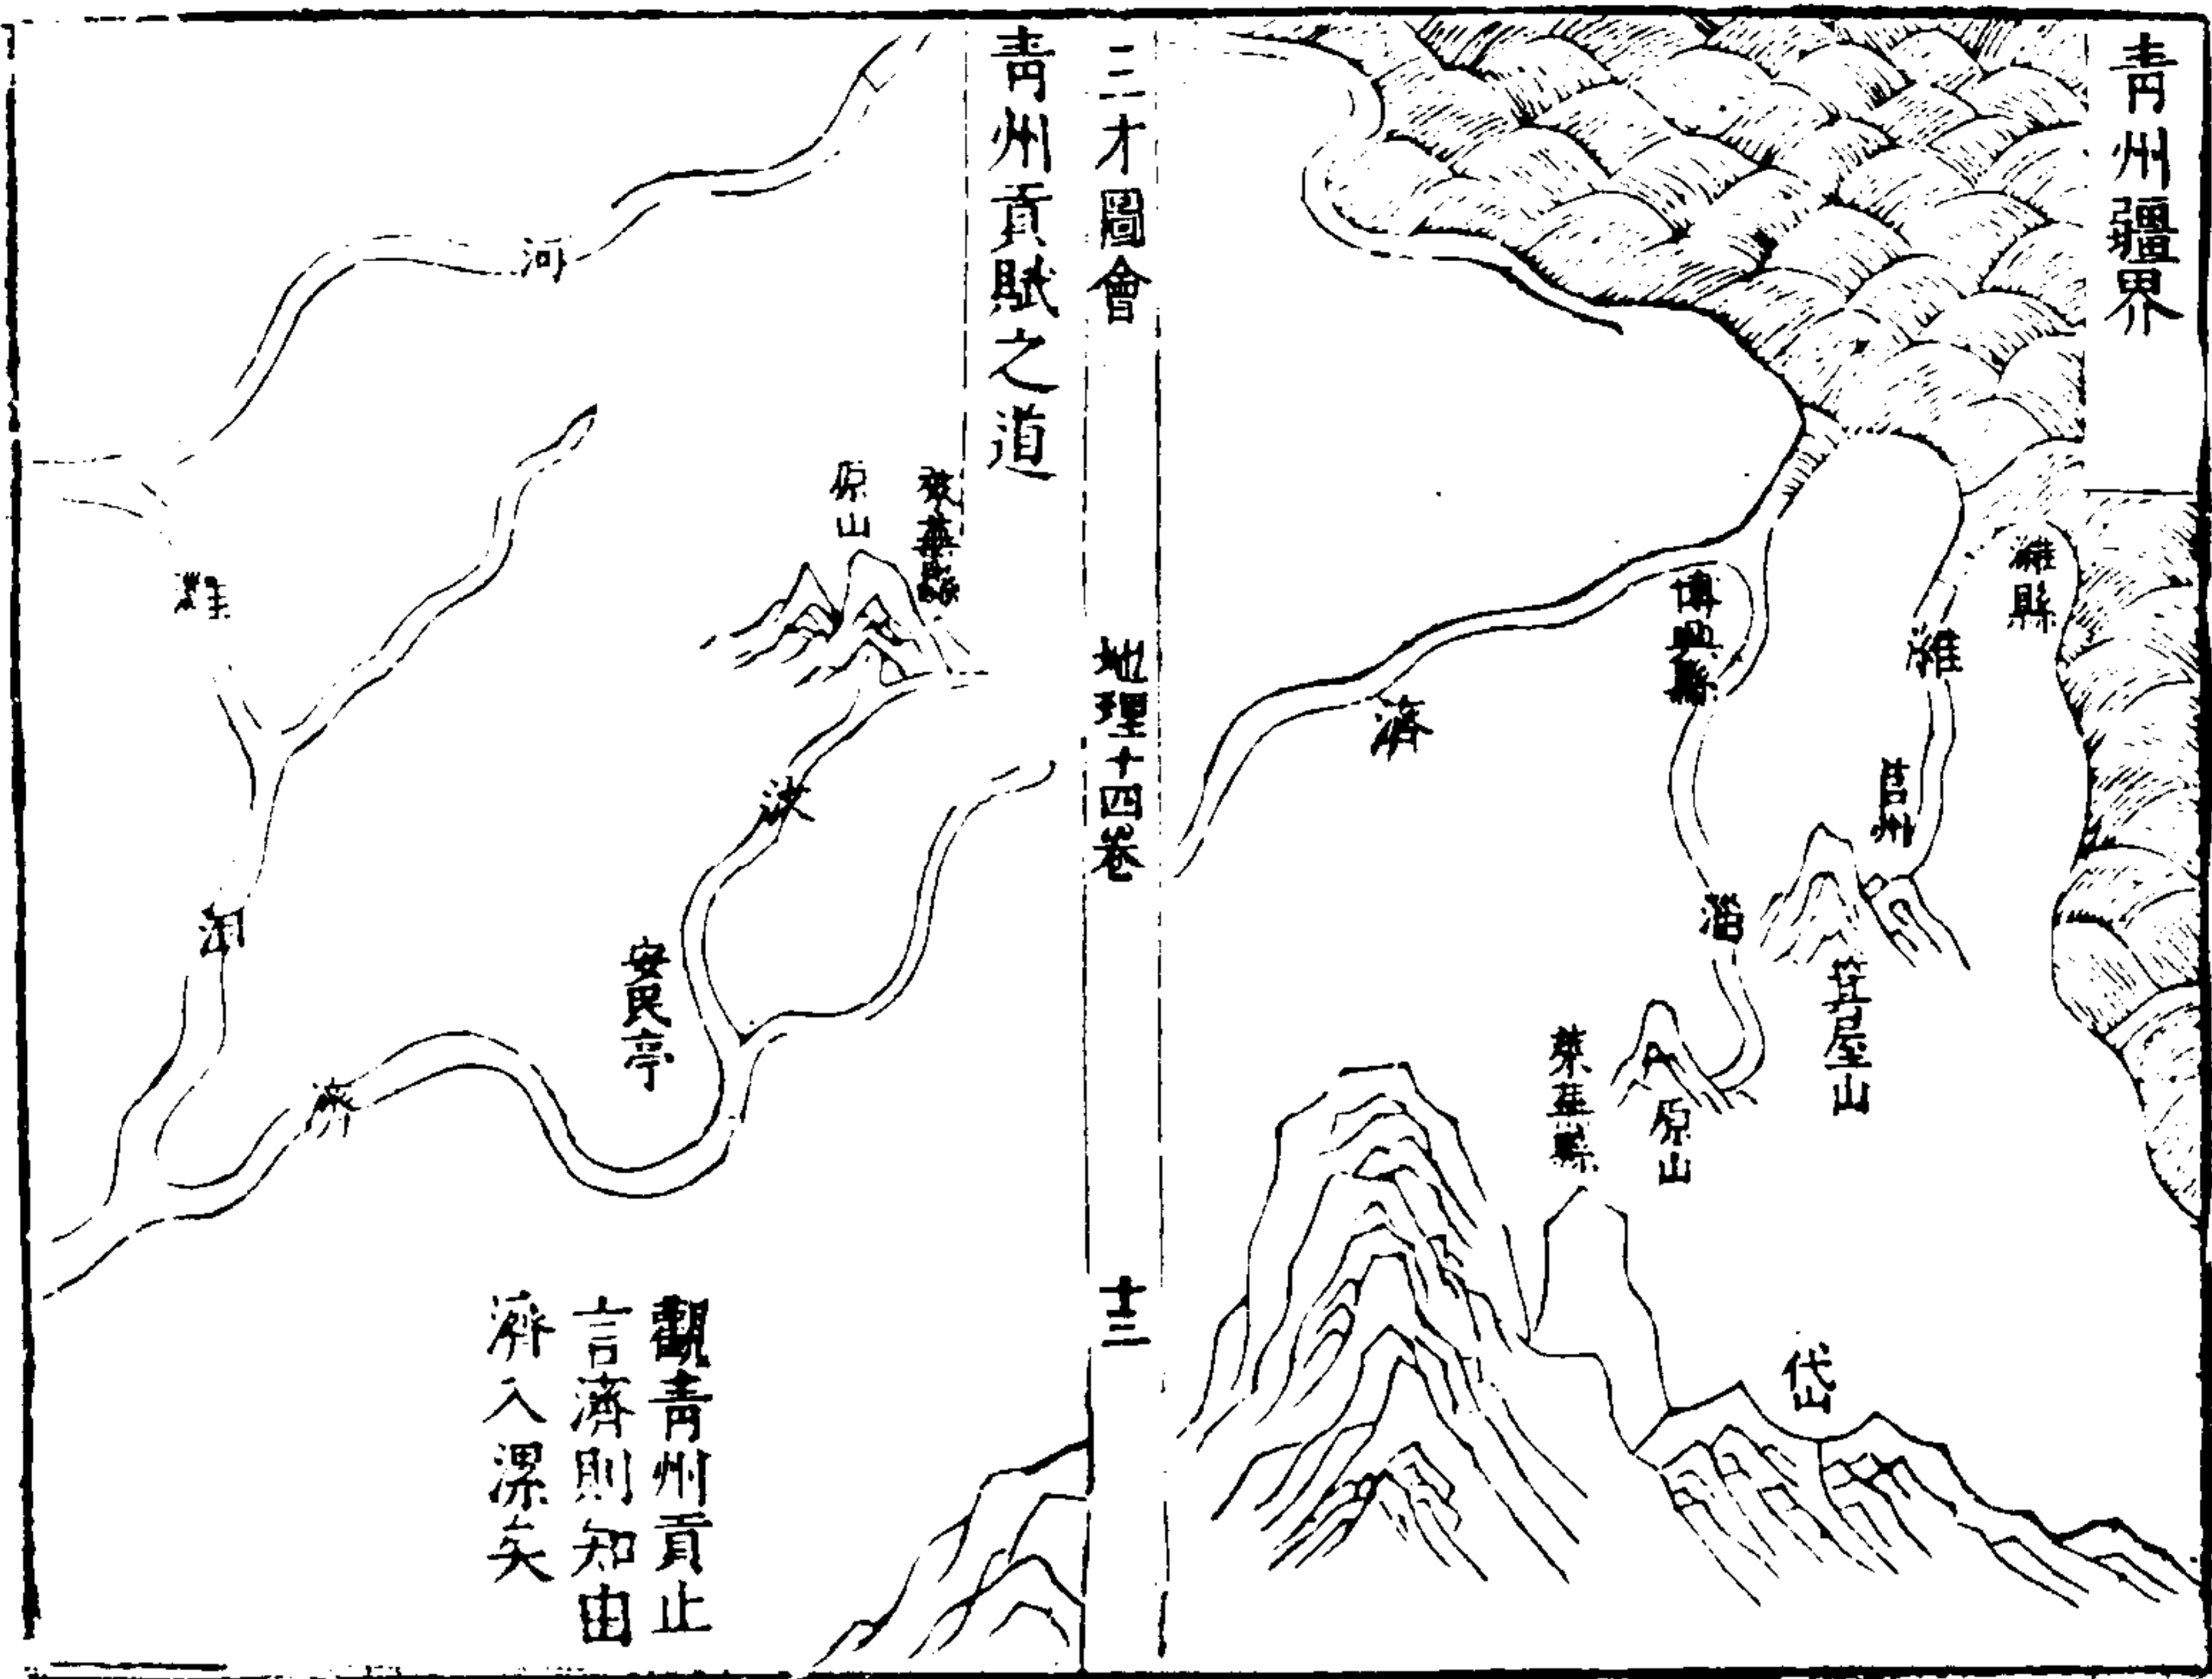 青州疆界
濰縣
濰
莒州
箕屋山
博興縣
淄
原山
萊蕪縣
濟
岱山
三才圖會
地理十四卷
十三
青州貢賦之道
萊蕪縣
原山
汶
安民亭
河
灉
濟
觀青州貢止
言濟則知由
濟入漯矣